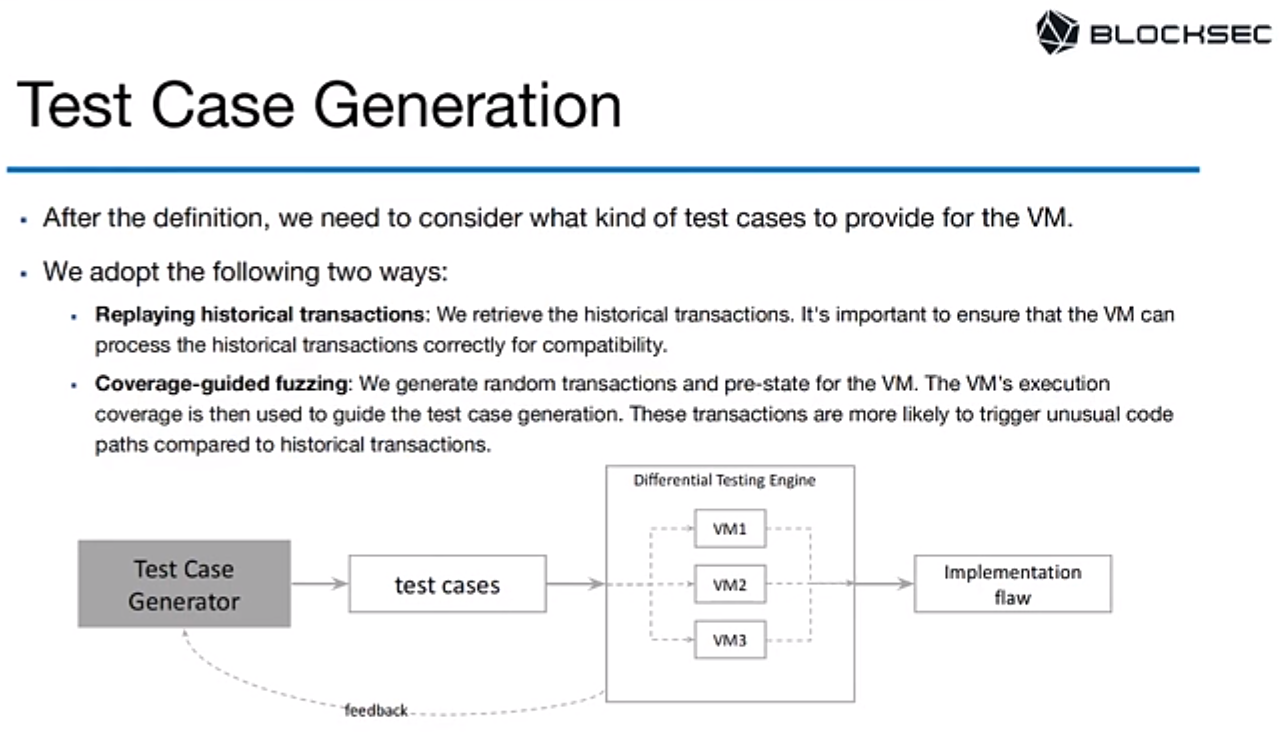 BLOCKSEC
Test Case Generation
After the definition, we need to consider what kind of test cases to provide for the VM.
We adopt the following two ways:
Replaying historical transactions: We retrieve the historical transactions. It's important to ensure that the VM can
process the historical transactions correctly for compatibility.
Coverage-guided fuzzing: We generate random transactions and pre-state for the VM. The VM's execution
coverage is then used to guide the test case generation. These transactions are more likely to trigger unusual code
paths compared to historical transactions.
Differential Testing Engine
VM1
Test Case
Generator
test cases
VM2
Implementation
flaw
VM3
feedback